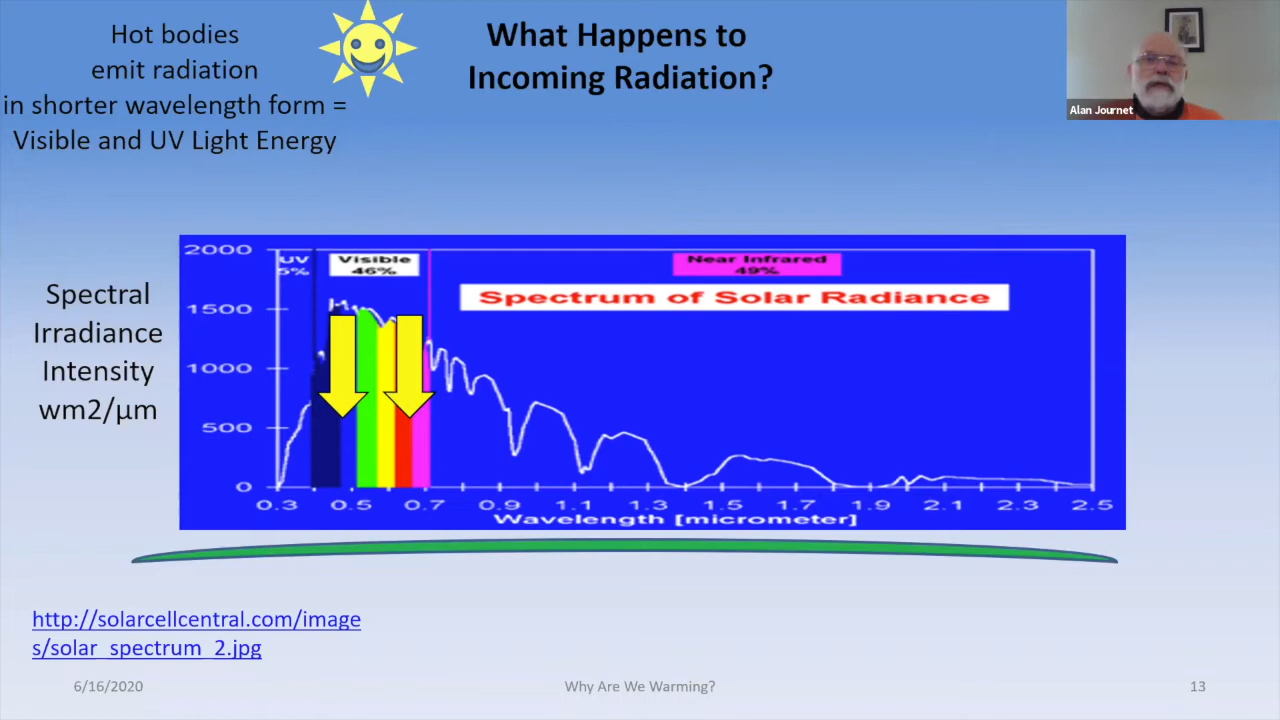 Hot bodies
emit radiation
in shorter wavelength form =
Visible and UV Light Energy
What Happens to
Incoming Radiation?
Alan Journet
Spectral
Irradiance
Intensity
wm2/µm
2000
1500
1000
500
0
UV
5%
Visible
46%
Near Infrared
49%
Spectrum of Solar Radiance
0.3 0.5 0.7 0.9 1.1 1.3 1.5 1.7 1.9 2.1 2.3 2.5
Wavelength [micrometer]
http://solarcellcentral.com/image
s/solar_spectrum_2.jpg
6/16/2020
Why Are We Warming?
13